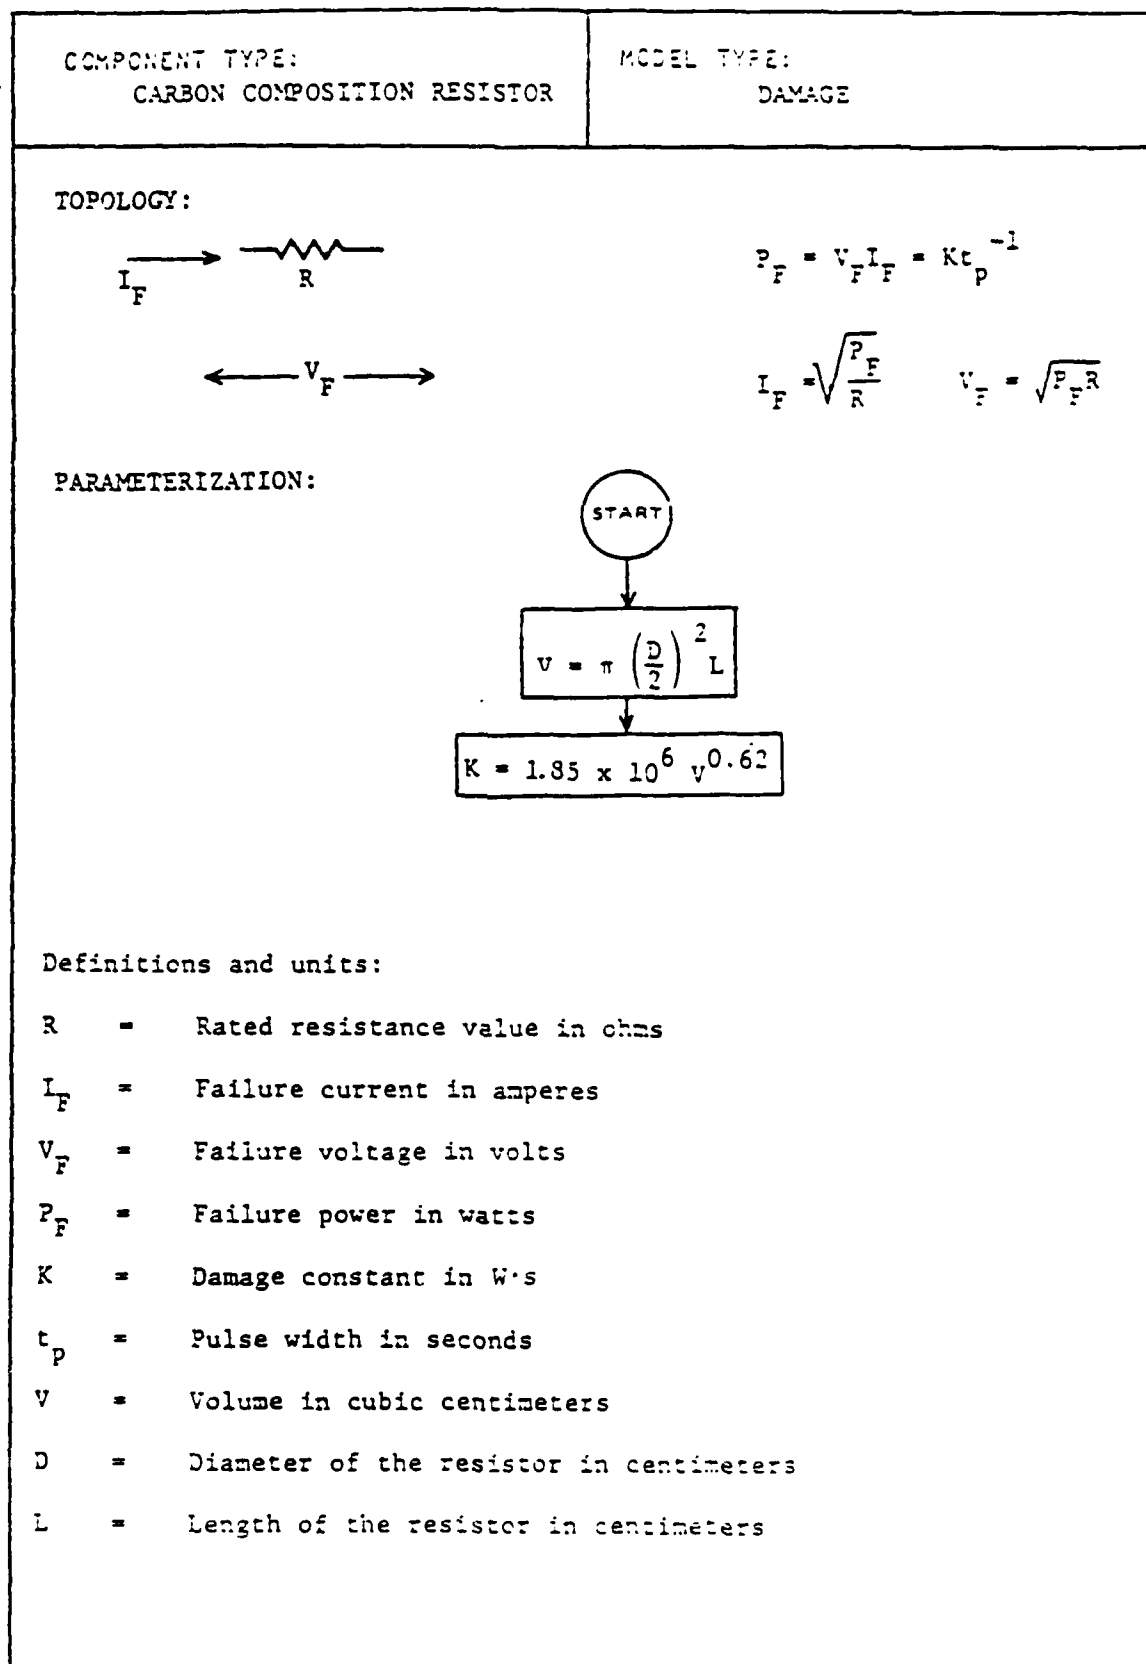 COMPONENT TYPE:
CARBON COMPOSITION RESISTOR
MODEL TYPE:
DAMAGE
TOPOLOGY:
I_F
R
P_F = V_F I_F = K t_p^{-1}
V_F
I_F = \sqrt{\frac{P_F}{R}}
V_F = \sqrt{P_F R}
PARAMETERIZATION:
START
V = π (D/2)^2 L
K = 1.85 x 10^6 V^{0.62}
Definitions and units:
R = Rated resistance value in ohms
I_F = Failure current in amperes
V_F = Failure voltage in volts
P_F = Failure power in watts
K = Damage constant in W·s
t_p = Pulse width in seconds
V = Volume in cubic centimeters
D = Diameter of the resistor in centimeters
L = Length of the resistor in centimeters